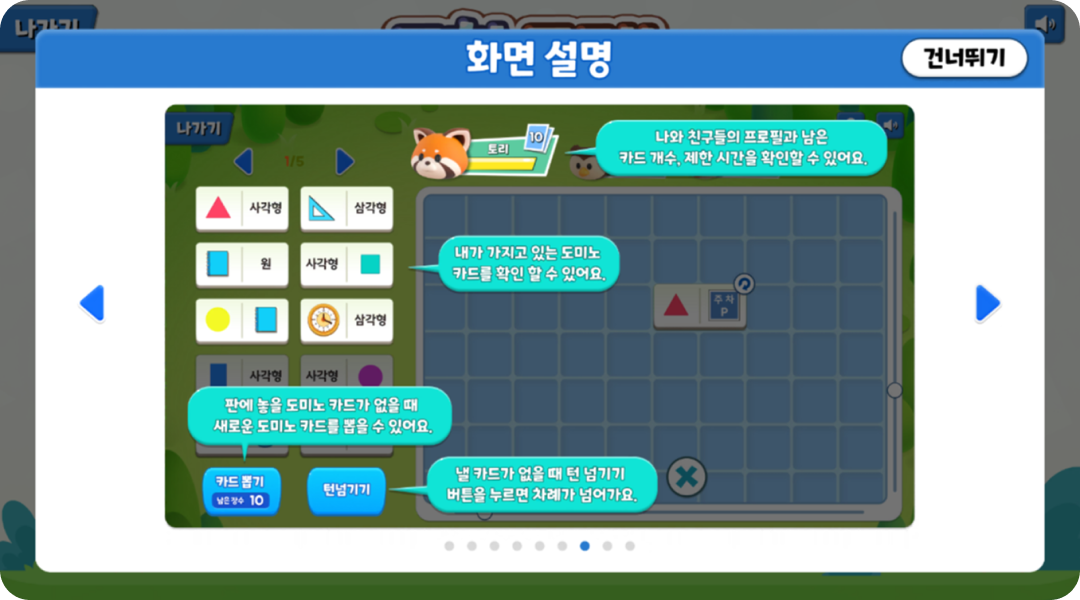 나가기
화면 설명
건너뛰기
나가기
1/5
토리
10
나와 친구들의 프로필과 남은
카드 개수, 제한 시간을 확인할 수 있어요.
사각형
삼각형
원
사각형
삼각형
사각형
사각형
내가 가지고 있는 도미노
카드를 확인 할 수 있어요.
주 차
P
판에 놓을 도미노 카드가 없을 때
새로운 도미노 카드를 뽑을 수 있어요.
카드 뽑기
남은 장수 10
턴넘기기
낼 카드가 없을 때 턴 넘기기
버튼을 누르면 차례가 넘어가요.